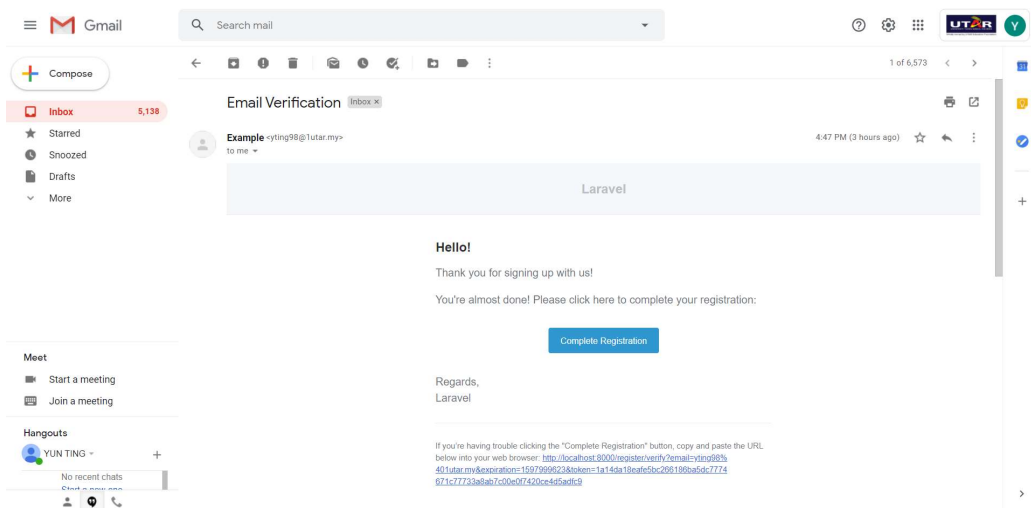 Gmail
Search mail
UTAR
Y
Compose
1 of 6,573
31
Inbox 5,138
Starred
Snoozed
Drafts
More
Email Verification Inbox ×
Example <yting98@1utar.my>
to me
4:47 PM (3 hours ago)
Laravel
Hello!
Thank you for signing up with us!
You're almost done! Please click here to complete your registration:
Complete Registration
Regards,
Laravel
If you're having trouble clicking the "Complete Registration" button, copy and paste the URL
below into your web browser: http://localhost:8000/register/verify?email=yting98%
401utar.my&expiration=1597999623&token=1a14da18eafe5bc266186ba5dc7774
671c77733a8ab7c00e0f7420ce4d5adfc9
Meet
Start a meeting
Join a meeting
Hangouts
YUN TING
No recent chats
Start a new one